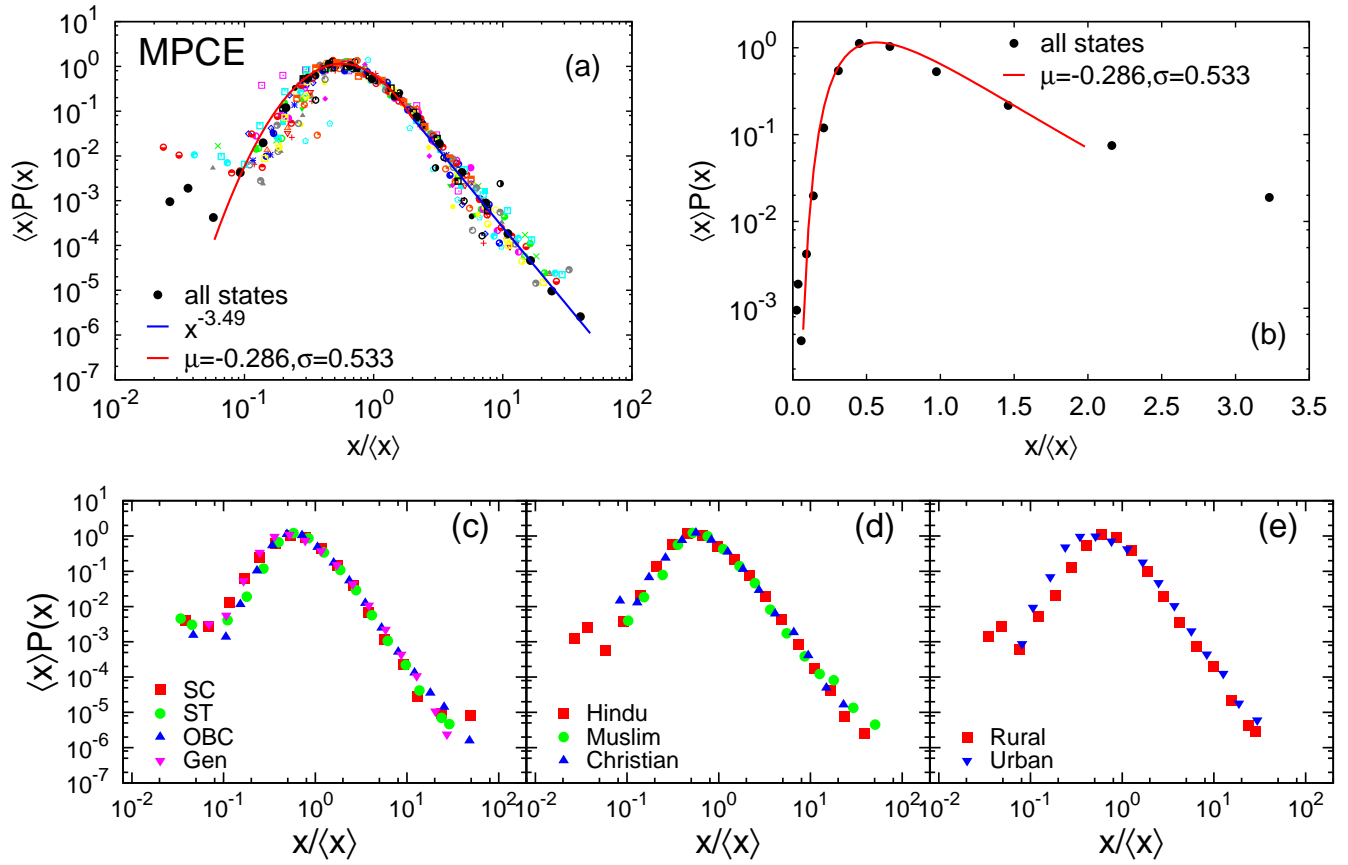 MPCE
(a)
⟨x⟩P(x)
10^1
10^0
10^-1
10^-2
10^-3
10^-4
10^-5
10^-6
10^-7
all states
x^-3.49
μ=-0.286,σ=0.533
10^-2 10^-1 10^0 10^1 10^2
x/⟨x⟩
all states
μ=-0.286,σ=0.533
(b)
⟨x⟩P(x)
10^0
10^-1
10^-2
10^-3
0.0 0.5 1.0 1.5 2.0 2.5 3.0 3.5
x/⟨x⟩
⟨x⟩P(x)
10^1
10^0
10^-1
10^-2
10^-3
10^-4
10^-5
10^-6
10^-7
(c)
SC
ST
OBC
Gen
10^-2 10^-1 10^0 10^1 10^2
x/⟨x⟩
(d)
Hindu
Muslim
Christian
10^-1 10^0 10^1 10^2
x/⟨x⟩
(e)
Rural
Urban
10^-2 10^-1 10^0 10^1 10^2
x/⟨x⟩